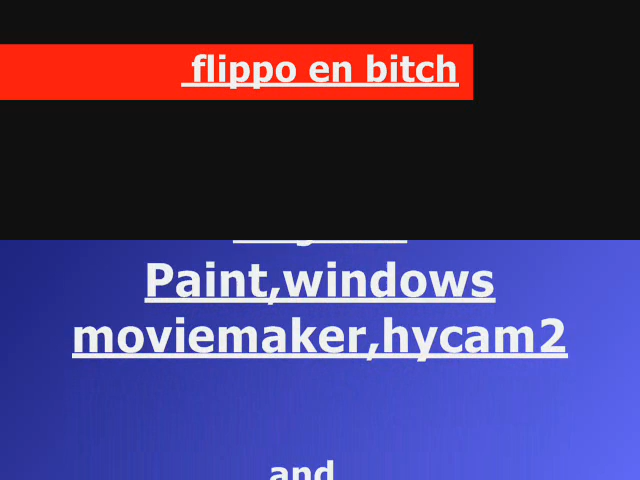 flippo en bitch
Paint,windows
moviemaker,hycam2
and